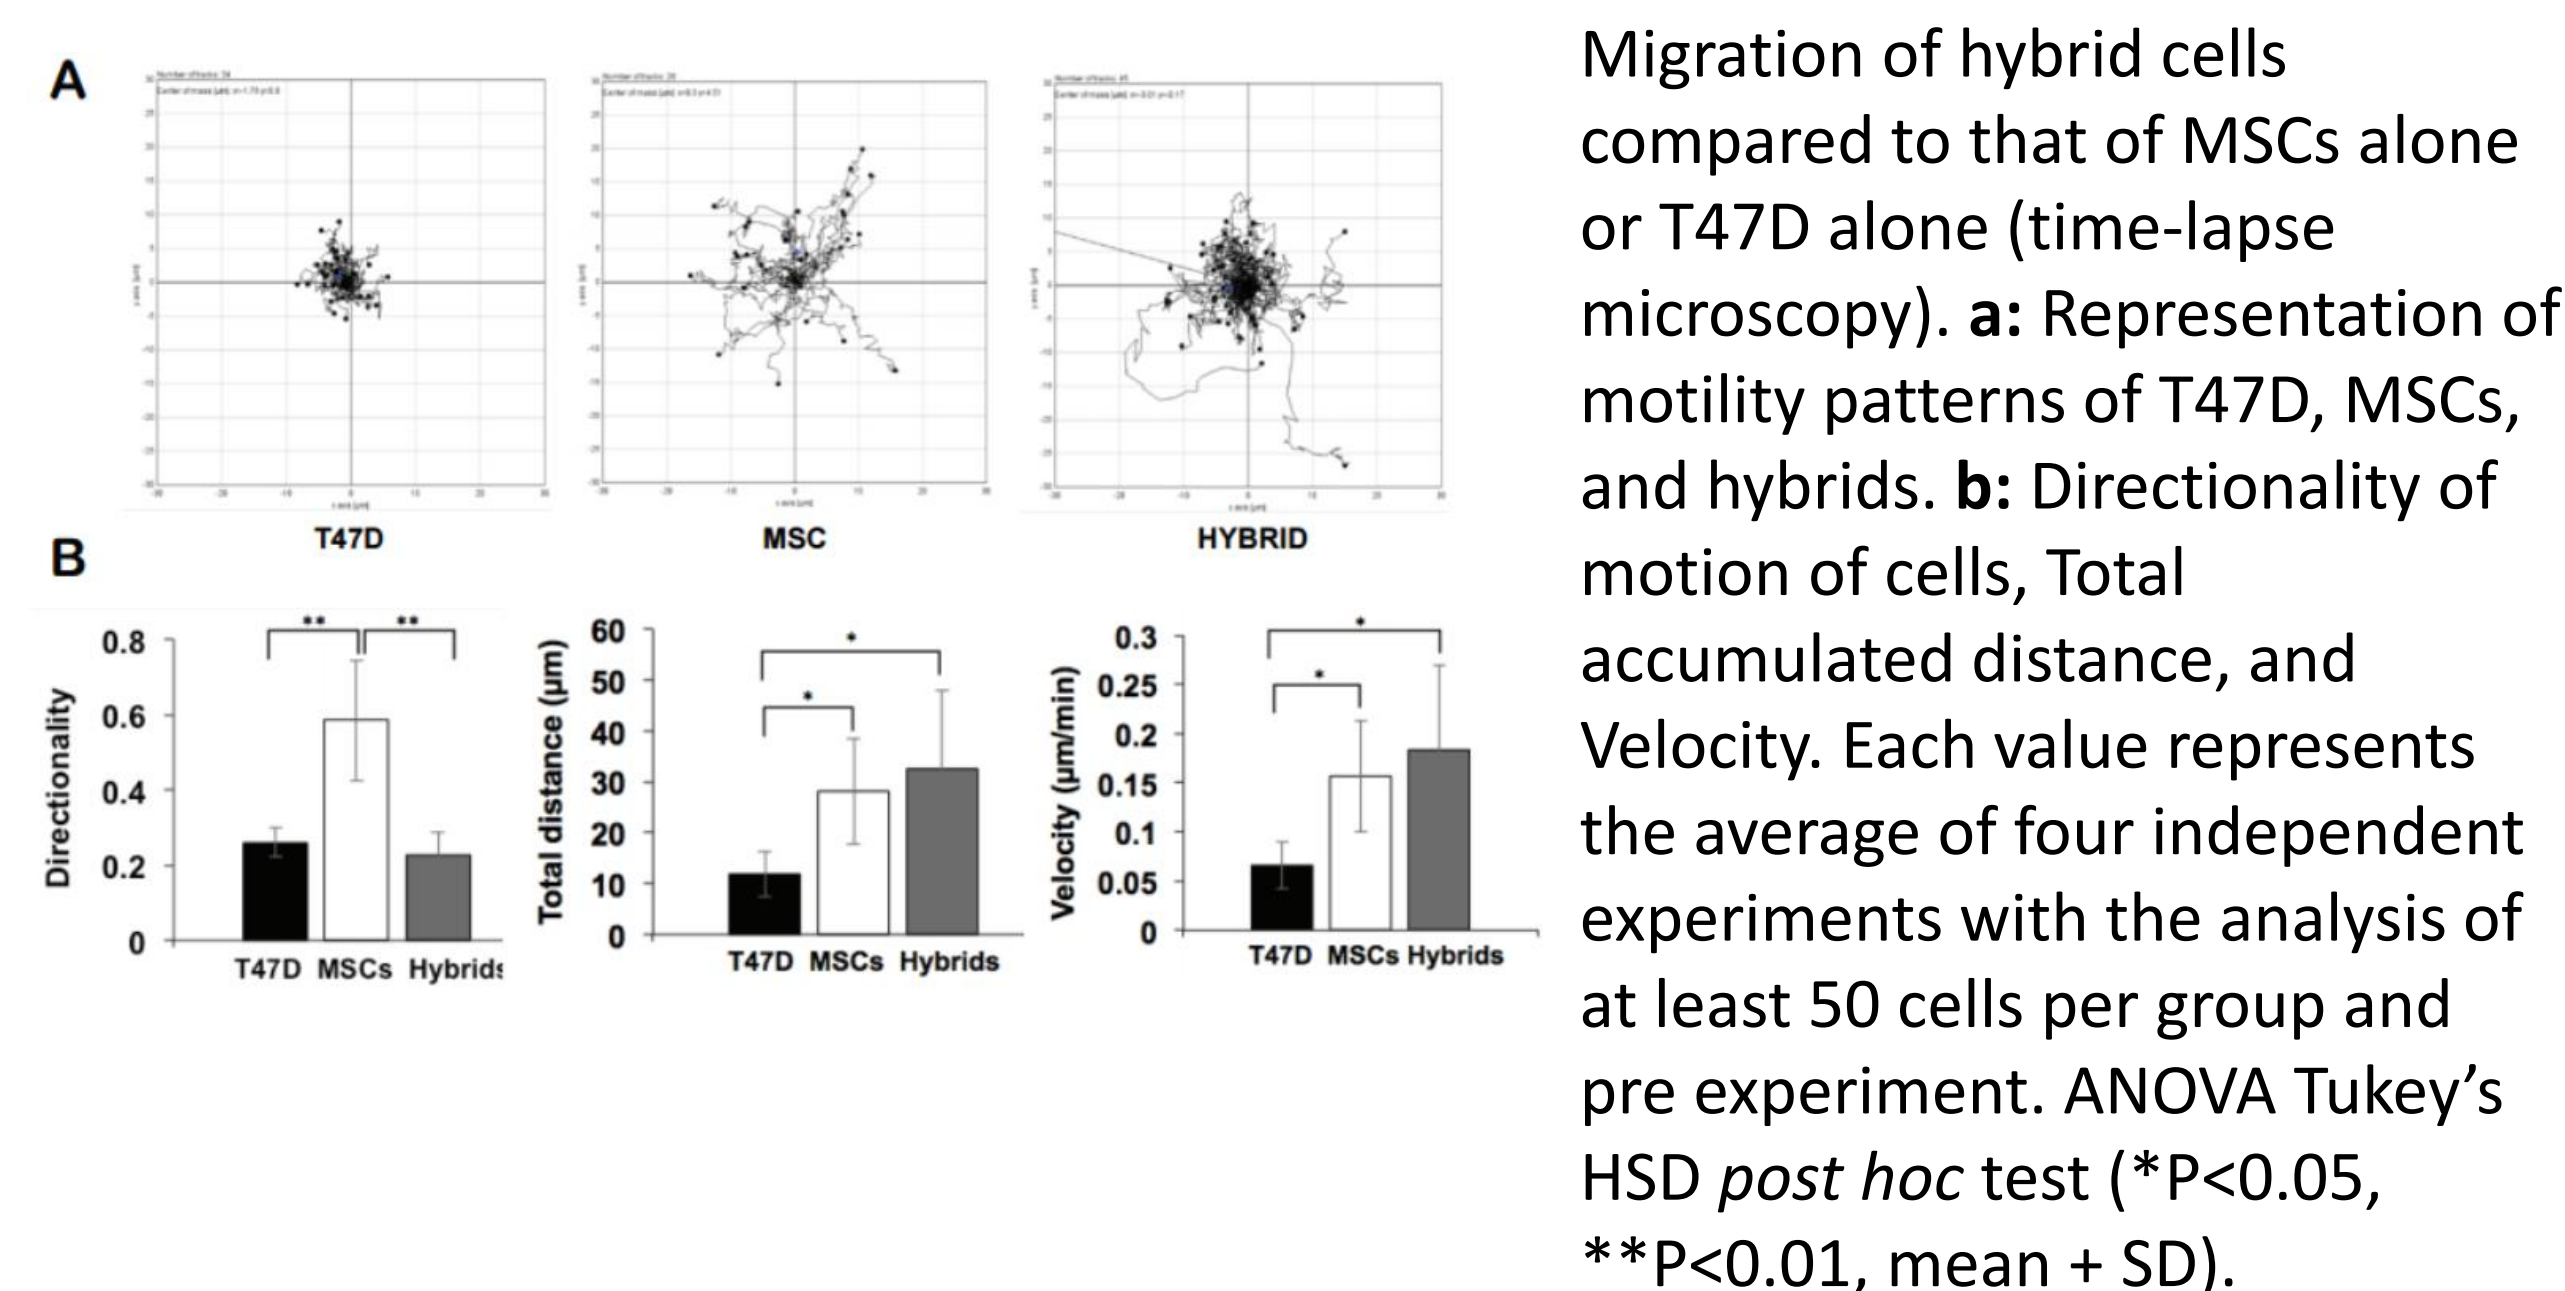 A
T47D
MSC
HYBRID
B
Directionality
0.8
0.6
0.4
0.2
0
**
**
T47D MSCs Hybrids
Total distance (µm)
60
50
40
30
20
10
0
*
*
T47D MSCs Hybrids
Velocity (µm/min)
0.3
0.25
0.2
0.15
0.1
0.05
0
*
*
T47D MSCs Hybrids
Migration of hybrid cells
compared to that of MSCs alone
or T47D alone (time-lapse
microscopy). a: Representation of
motility patterns of T47D, MSCs,
and hybrids. b: Directionality of
motion of cells, Total
accumulated distance, and
Velocity. Each value represents
the average of four independent
experiments with the analysis of
at least 50 cells per group and
pre experiment. ANOVA Tukey’s
HSD post hoc test (*P<0.05,
**P<0.01, mean + SD).